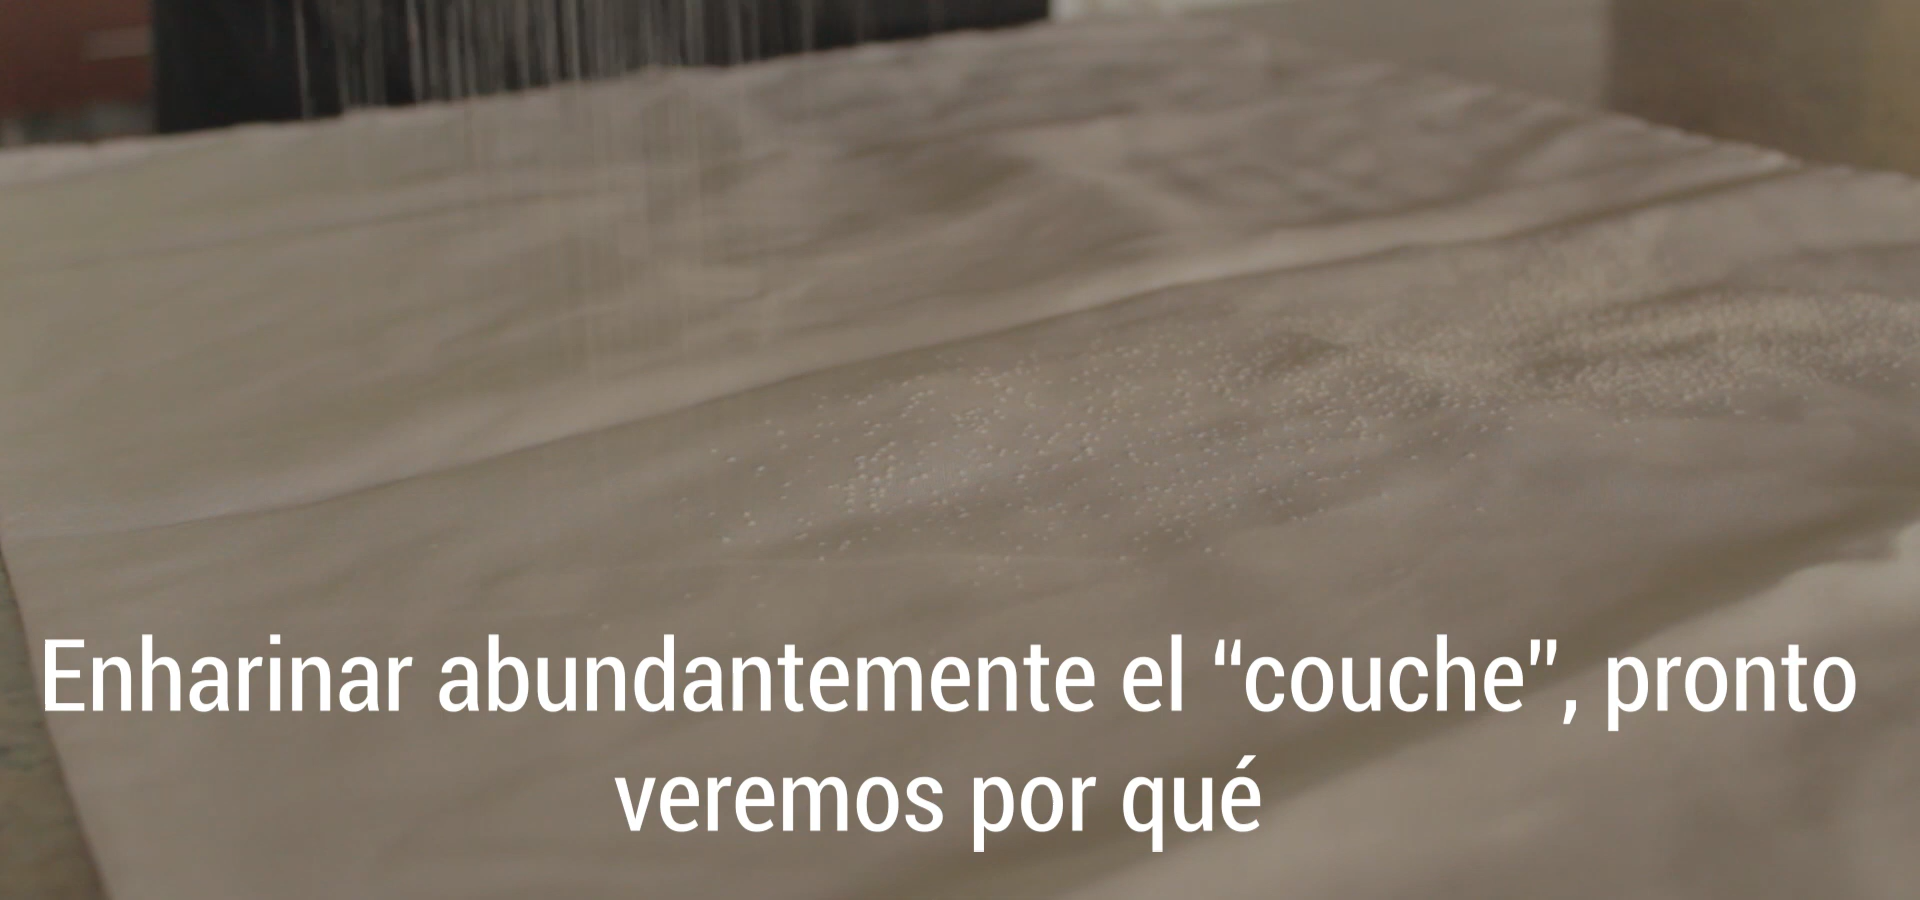 Enharinar abundantemente el “couche”, pronto
veremos por qué